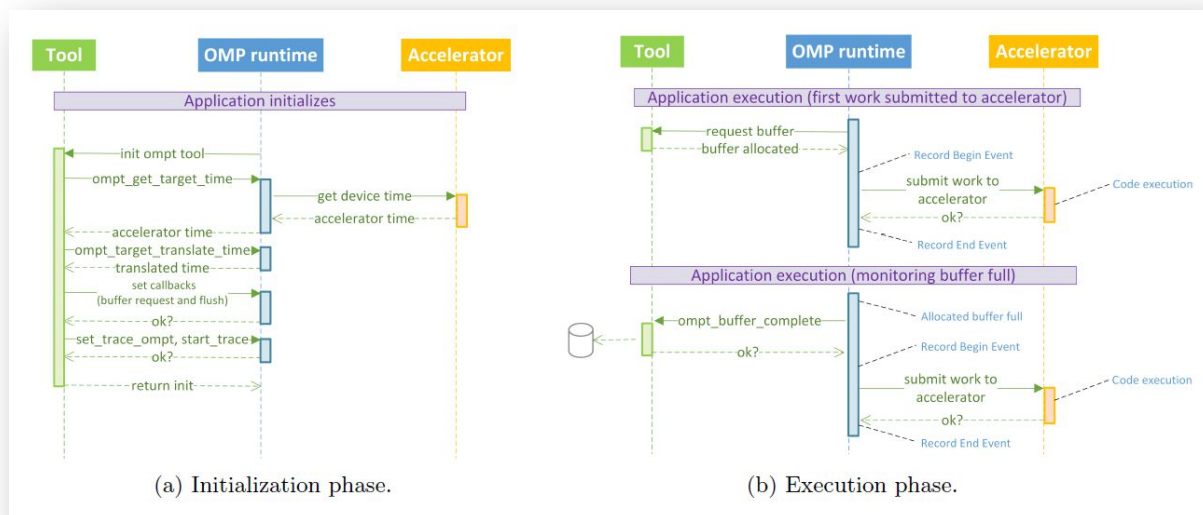 Tool
OMP runtime
Accelerator
Application initializes
init ompt tool
ompt_get_target_time
get device time
accelerator time
accelerator time
ompt_target_translate_time
translated time
set callbacks
(buffer request and flush)
ok?
set_trace_ompt, start_trace
ok?
return init
(a) Initialization phase.
Tool
OMP runtime
Accelerator
Application execution (first work submitted to accelerator)
request buffer
buffer allocated
Record Begin Event
submit work to
accelerator
Code execution
ok?
Record End Event
Application execution (monitoring buffer full)
Allocated buffer full
ompt_buffer_complete
ok?
Record Begin Event
submit work to
accelerator
Code execution
ok?
Record End Event
(b) Execution phase.